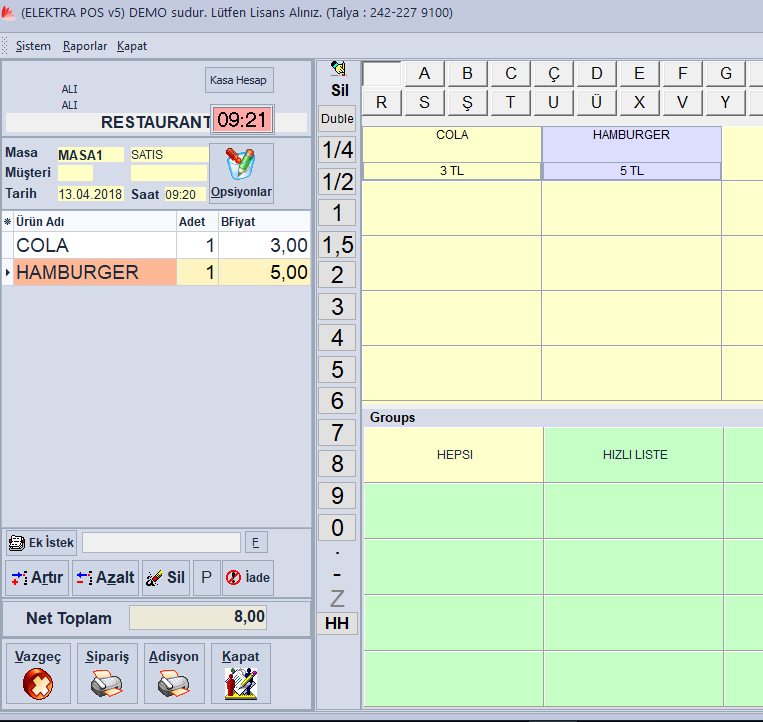 (ELEKTRA POS v5) DEMO sudur. Lütfen Lisans Alınız. (Talya : 242-227 9100)
Sistem Raporlar Kapat
ALI
ALI
Kasa Hesap
RESTAURANT 09:21
Masa MASA1 SATIS
Müşteri
Tarih 13.04.2018 Saat 09:20
Opsiyonlar
Ürün Adı Adet BFiyat
COLA 1 3,00
HAMBURGER 1 5,00
Ek İstek F
Artır Azalt Sil P İade
Net Toplam 8,00
Vazgeç Sipariş Adisyon Kapat
Sil
Duble
1/4
1/2
1
1,5
2
3
4
5
6
7
8
9
0
.
-
Z
HH
A B C Ç D E F G
R S Ş T U Ü X V Y
COLA HAMBURGER
3 TL 5 TL
Groups
HEPSI HIZLI LISTE